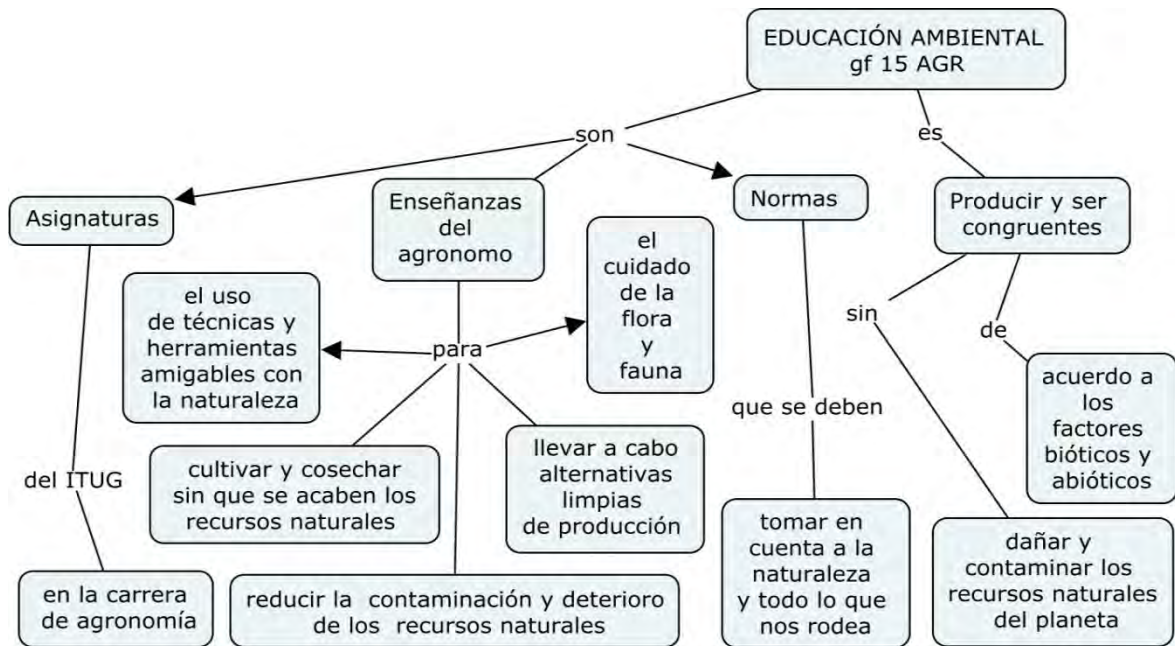 EDUCACIÓN AMBIENTAL
gf 15 AGR
son
es
Asignaturas
Enseñanzas
del
agronomo
Normas
Producir y ser
congruentes
el
cuidado
de la
flora
y
fauna
el uso
de técnicas y
herramientas
amigables con
la naturaleza
para
sin
de
que se deben
acuerdo a
los
factores
bióticos y
abióticos
llevar a cabo
alternativas
limpias
de producción
cultivar y cosechar
sin que se acaben los
recursos naturales
del ITUG
tomar en
cuenta a la
naturaleza
y todo lo que
nos rodea
dañar y
contaminar los
recursos naturales
del planeta
en la carrera
de agronomía
reducir la contaminación y deterioro
de los recursos naturales